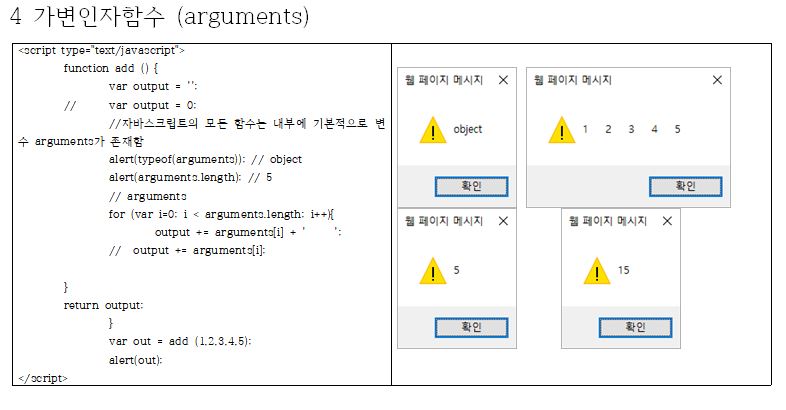 4 가변인자함수 (arguments)
<script type="text/javascript">
function add () {
var output = '';
// var output = 0;
//자바스크립트의 모든 함수는 내부에 기본적으로 변
수 arguments가 존재함
alert(typeof(arguments)); // object
alert(arguments.length); // 5
// arguments
for (var i=0; i < arguments.length; i++){
output += arguments[i] + '    ';
// output += arguments[i];
}
return output;
}
var out = add (1,2,3,4,5);
alert(out);
</script>
웹 페이지 메시지
object
확인
웹 페이지 메시지
1 2 3 4 5
확인
웹 페이지 메시지
5
확인
웹 페이지 메시지
15
확인